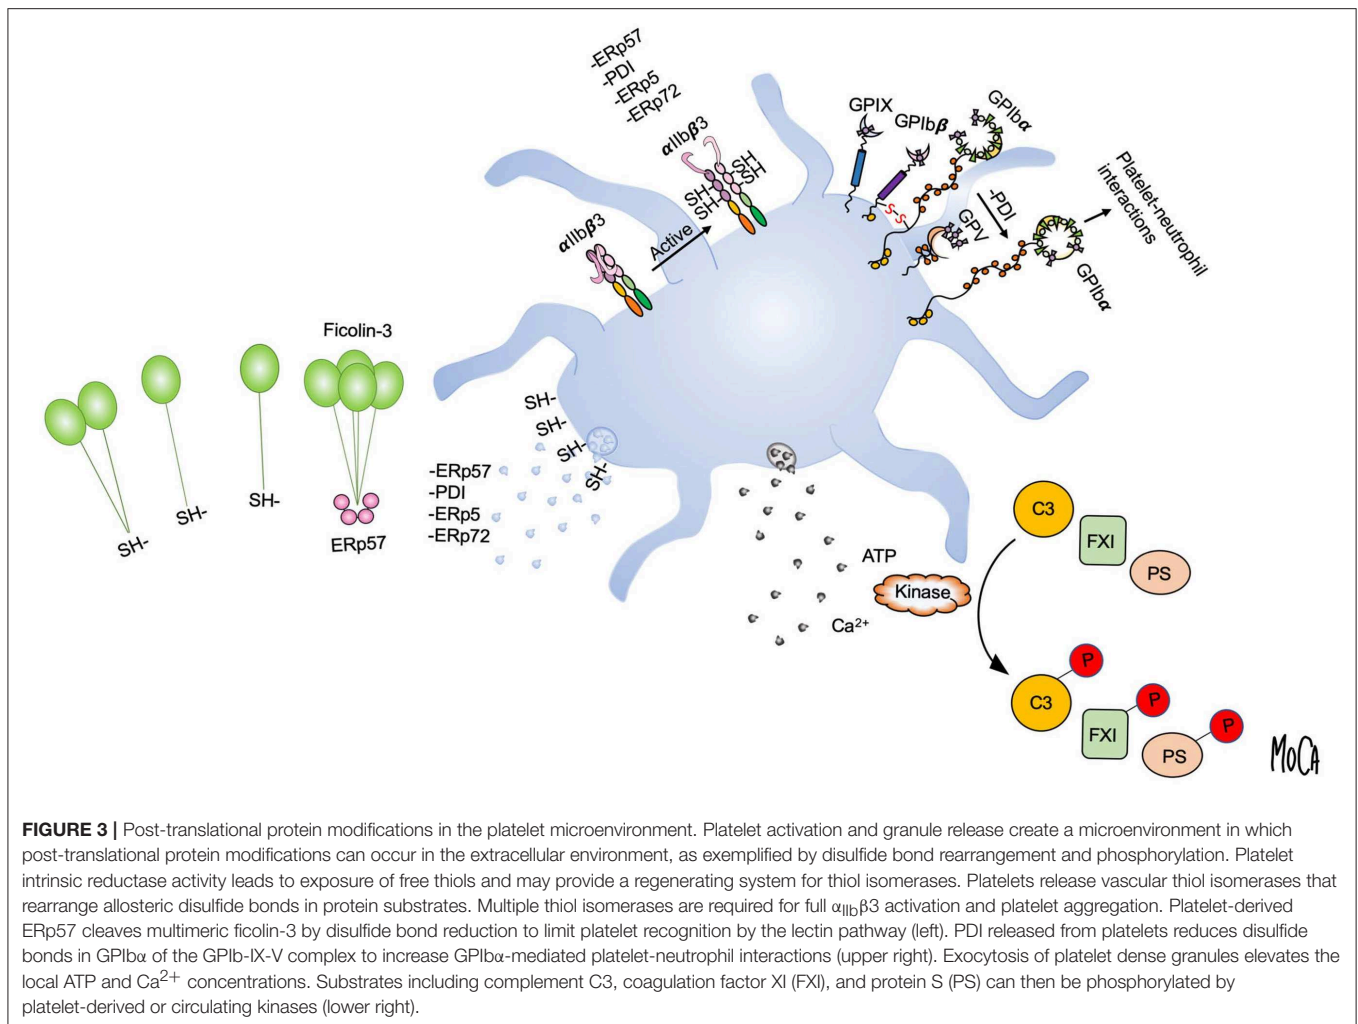 -ERp57
-PDI
-ERp5
-ERp72
αIIbβ3
SH
-SH
SH-
SH-
αIIbβ3
Active
GPIX
GPIbβ
GPIbα
S
S
-PDI
GPV
GPIbα
Platelet-neutrophil
interactions
Ficolin-3
SH-
SH-
SH-
ERp57
SH-
SH-
SH-
SH-
-ERp57
-PDI
-ERp5
-ERp72
ATP
Ca2+
Kinase
C3
FXI
PS
C3
P
FXI
P
PS
P
MOCA
FIGURE 3 | Post-translational protein modifications in the platelet microenvironment. Platelet activation and granule release create a microenvironment in which
post-translational protein modifications can occur in the extracellular environment, as exemplified by disulfide bond rearrangement and phosphorylation. Platelet
intrinsic reductase activity leads to exposure of free thiols and may provide a regenerating system for thiol isomerases. Platelets release vascular thiol isomerases that
rearrange allosteric disulfide bonds in protein substrates. Multiple thiol isomerases are required for full αIIbβ3 activation and platelet aggregation. Platelet-derived
ERp57 cleaves multimeric ficolin-3 by disulfide bond reduction to limit platelet recognition by the lectin pathway (left). PDI released from platelets reduces disulfide
bonds in GPIbα of the GPIb-IX-V complex to increase GPIbα-mediated platelet-neutrophil interactions (upper right). Exocytosis of platelet dense granules elevates the
local ATP and Ca2+ concentrations. Substrates including complement C3, coagulation factor XI (FXI), and protein S (PS) can then be phosphorylated by
platelet-derived or circulating kinases (lower right).